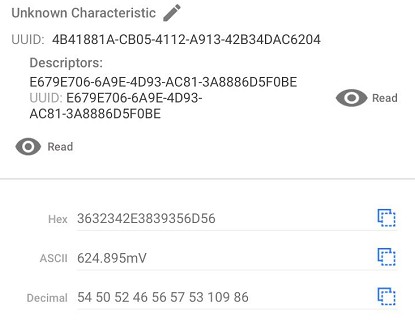 Unknown Characteristic
UUID: 4B41881A-CB05-4112-A913-42B34DAC6204
Descriptors:
E679E706-6A9E-4D93-AC81-3A8886D5F0BE
UUID: E679E706-6A9E-4D93-
AC81-3A8886D5F0BE
Read
Read
Hex 3632342E3839356D56
ASCII 624.895mV
Decimal 54 50 52 46 56 57 53 109 86